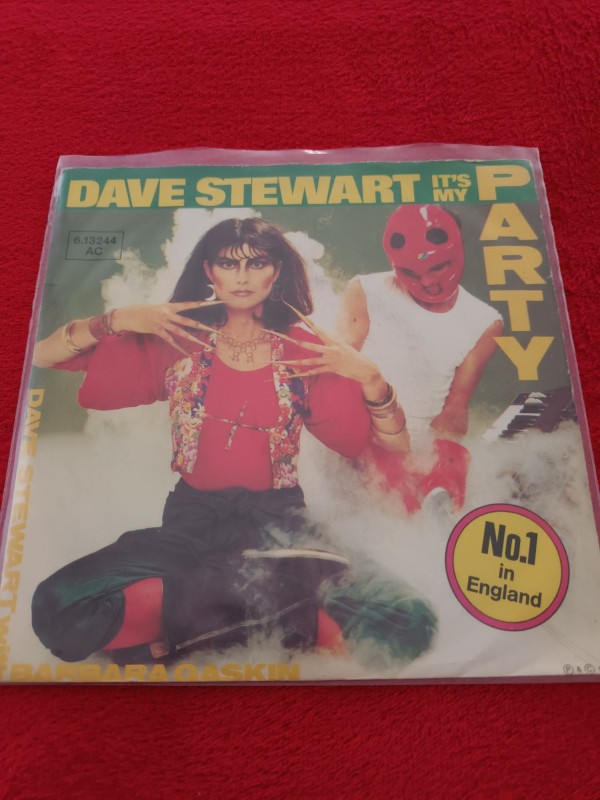 DAVE STEWART IT'S MY PARTY
6.13244
AC
DAVE STEWART WITH
BARBARA GASKIN
No.1
in
England
Ⓟ & ©